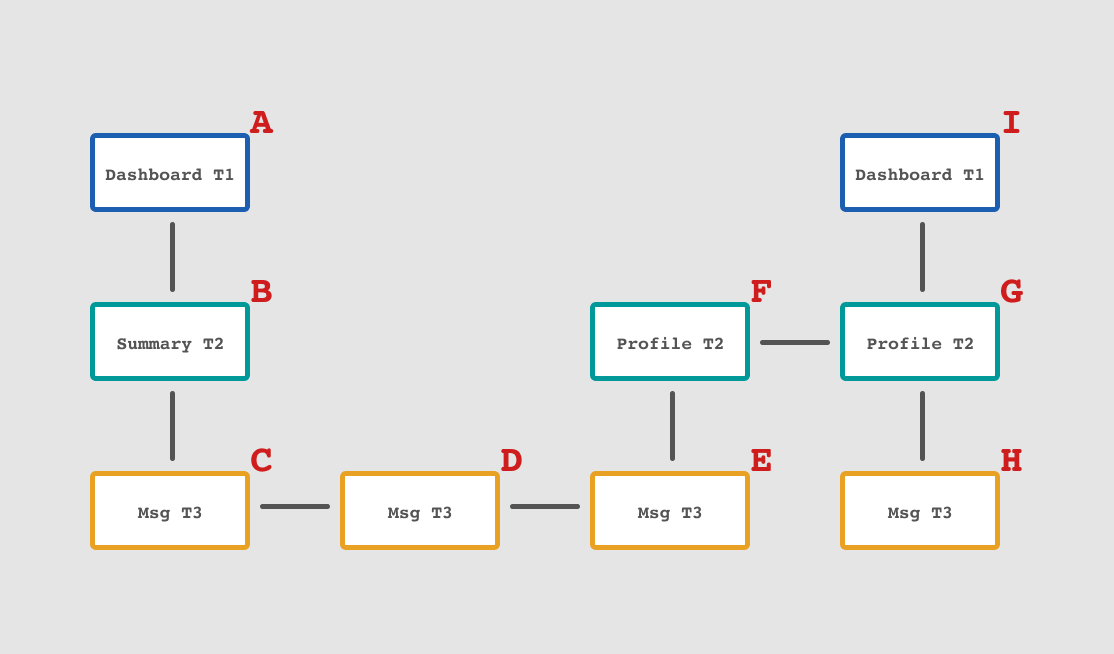 A
I
Dashboard T1
Dashboard T1
B
F
G
Summary T2
Profile T2
Profile T2
C
D
E
H
Msg T3
Msg T3
Msg T3
Msg T3